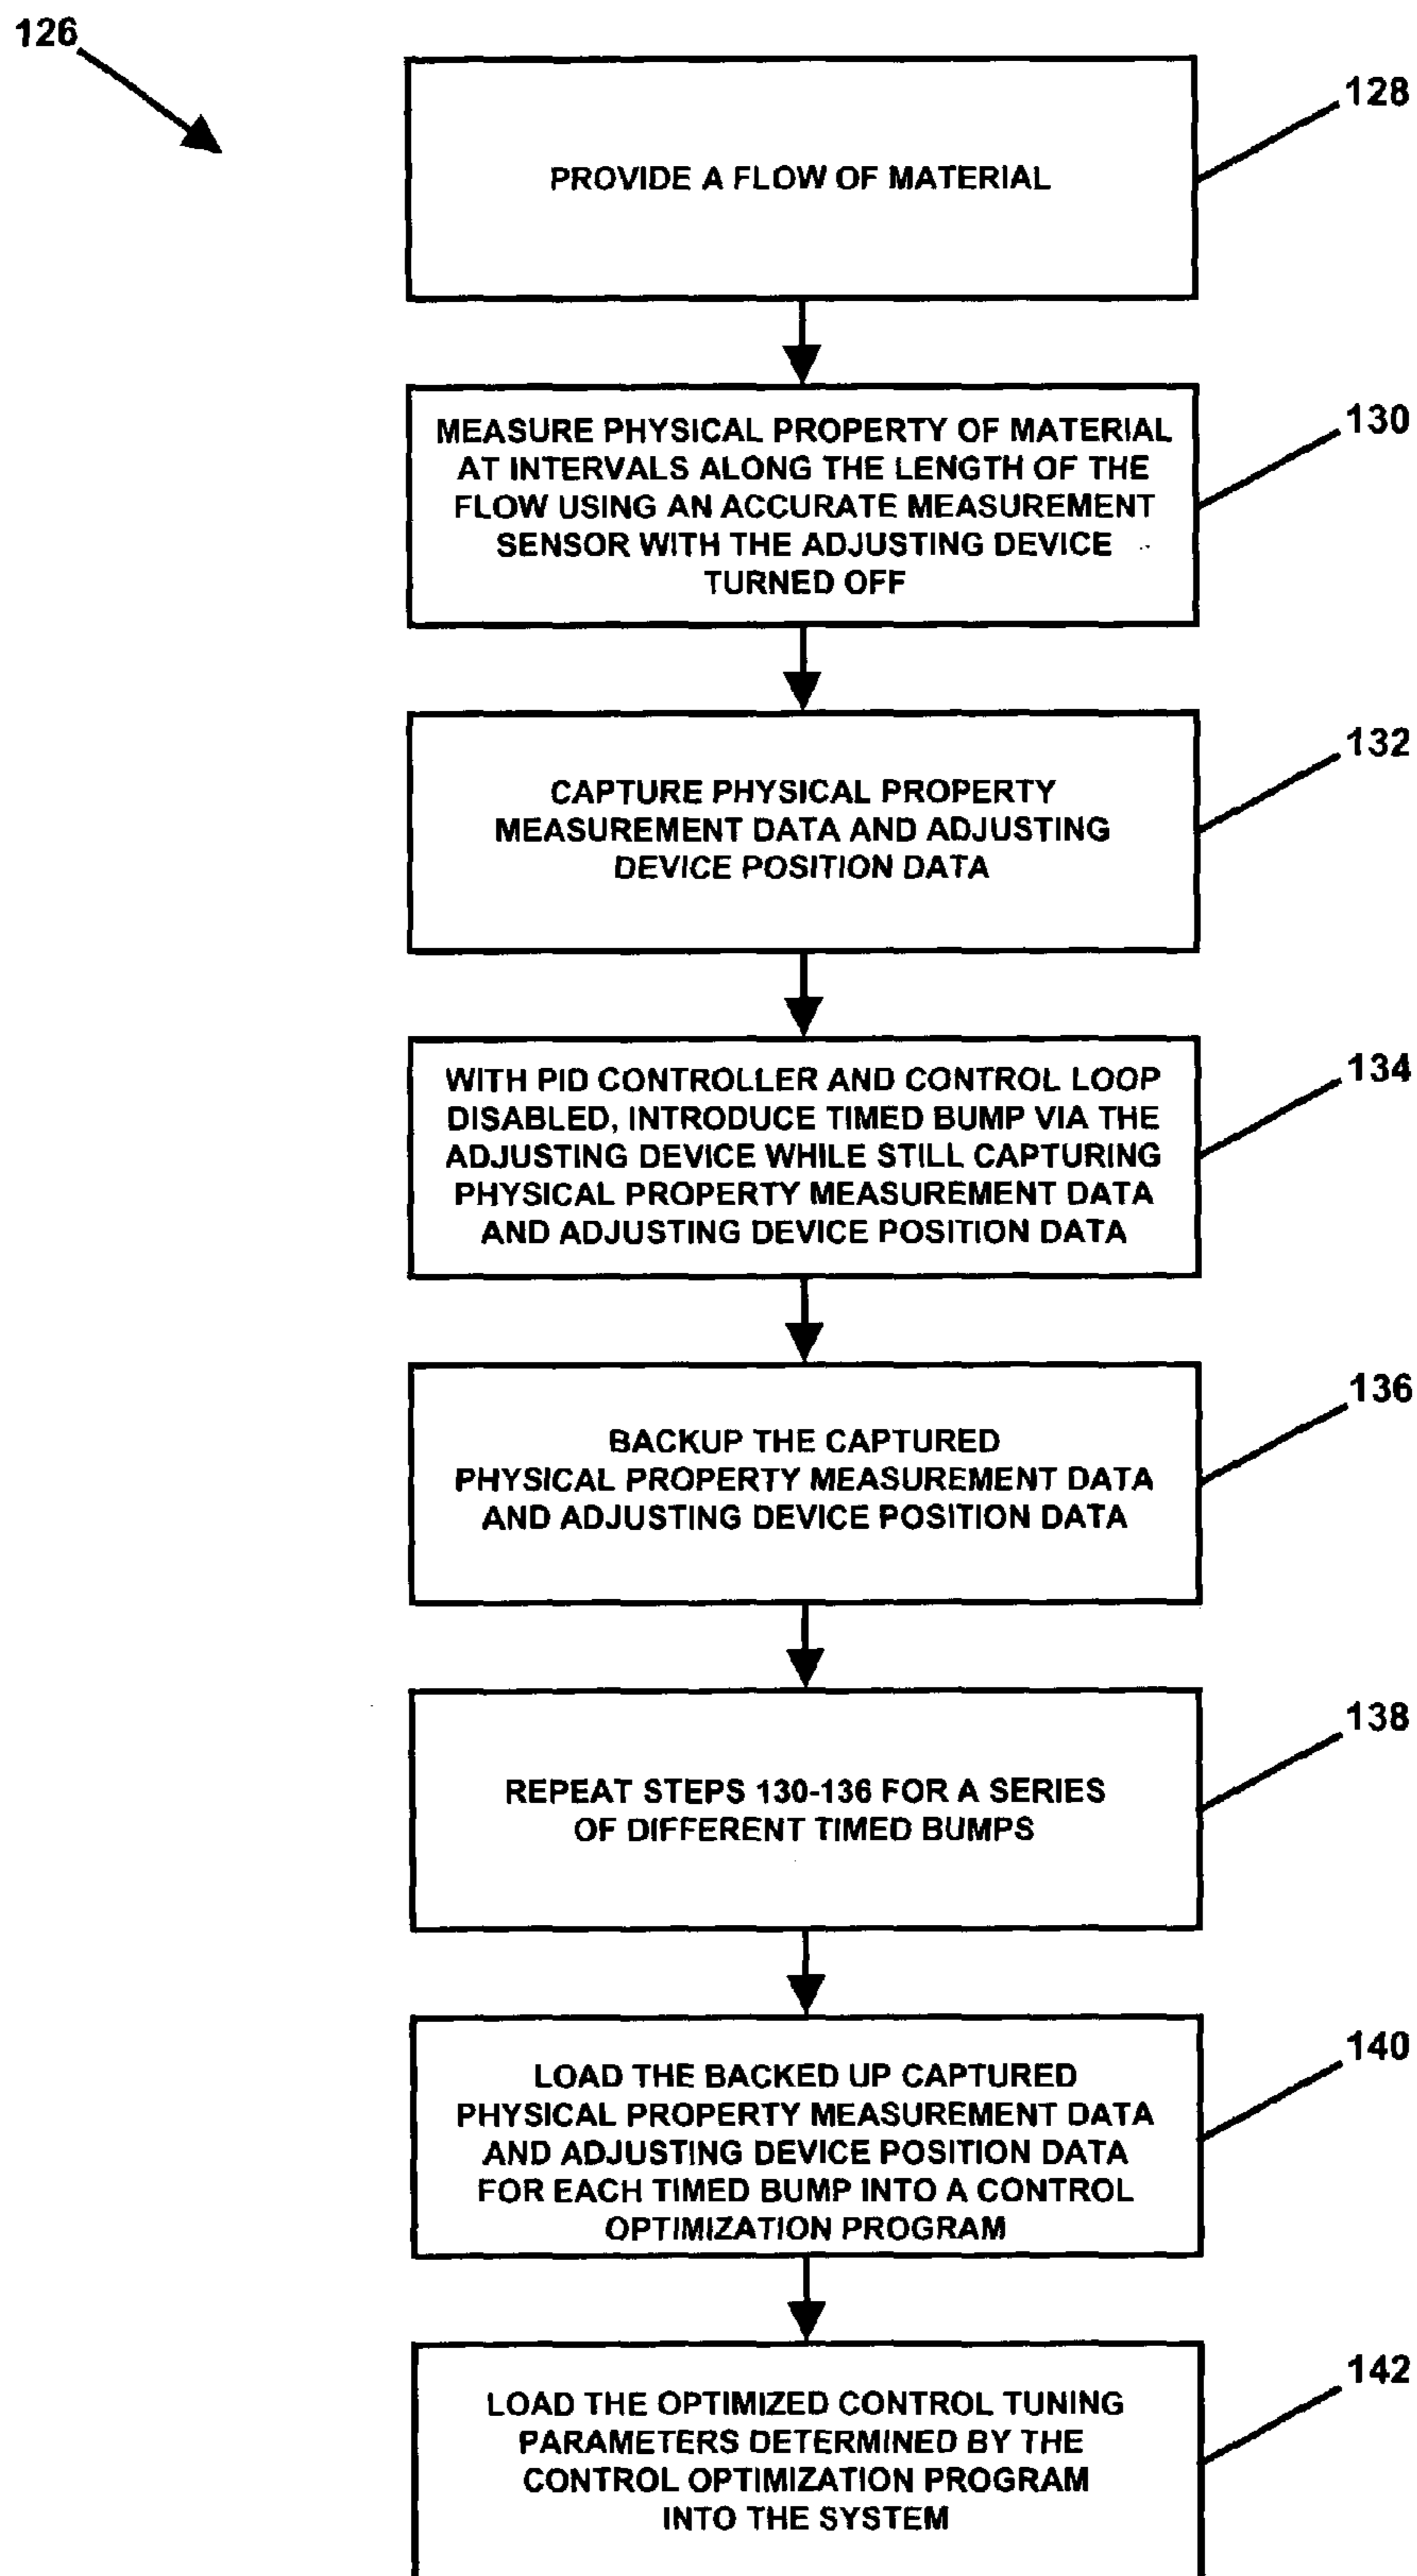 126
128
PROVIDE A FLOW OF MATERIAL
130
MEASURE PHYSICAL PROPERTY OF MATERIAL
AT INTERVALS ALONG THE LENGTH OF THE
FLOW USING AN ACCURATE MEASUREMENT
SENSOR WITH THE ADJUSTING DEVICE
TURNED OFF
132
CAPTURE PHYSICAL PROPERTY
MEASUREMENT DATA AND ADJUSTING
DEVICE POSITION DATA
134
WITH PID CONTROLLER AND CONTROL LOOP
DISABLED, INTRODUCE TIMED BUMP VIA THE
ADJUSTING DEVICE WHILE STILL CAPTURING
PHYSICAL PROPERTY MEASUREMENT DATA
AND ADJUSTING DEVICE POSITION DATA
136
BACKUP THE CAPTURED
PHYSICAL PROPERTY MEASUREMENT DATA
AND ADJUSTING DEVICE POSITION DATA
138
REPEAT STEPS 130-136 FOR A SERIES
OF DIFFERENT TIMED BUMPS
140
LOAD THE BACKED UP CAPTURED
PHYSICAL PROPERTY MEASUREMENT DATA
AND ADJUSTING DEVICE POSITION DATA
FOR EACH TIMED BUMP INTO A CONTROL
OPTIMIZATION PROGRAM
142
LOAD THE OPTIMIZED CONTROL TUNING
PARAMETERS DETERMINED BY THE
CONTROL OPTIMIZATION PROGRAM
INTO THE SYSTEM